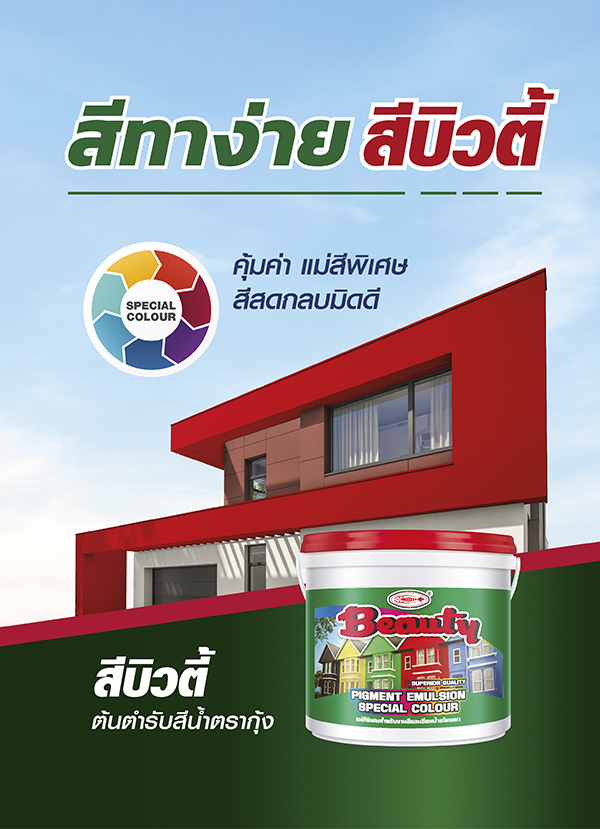 สีทาง่าย สีบิวตี้
SPECIAL
COLOUR
คุ้มค่า แม่สีพิเศษ
สีสดกลบมิดดี
Beauty
SUPERIOR QUALITY
PIGMENT EMULSION
SPECIAL COLOUR
สีบิวตี้
ต้นตำรับสีน้ำตรากุ้ง